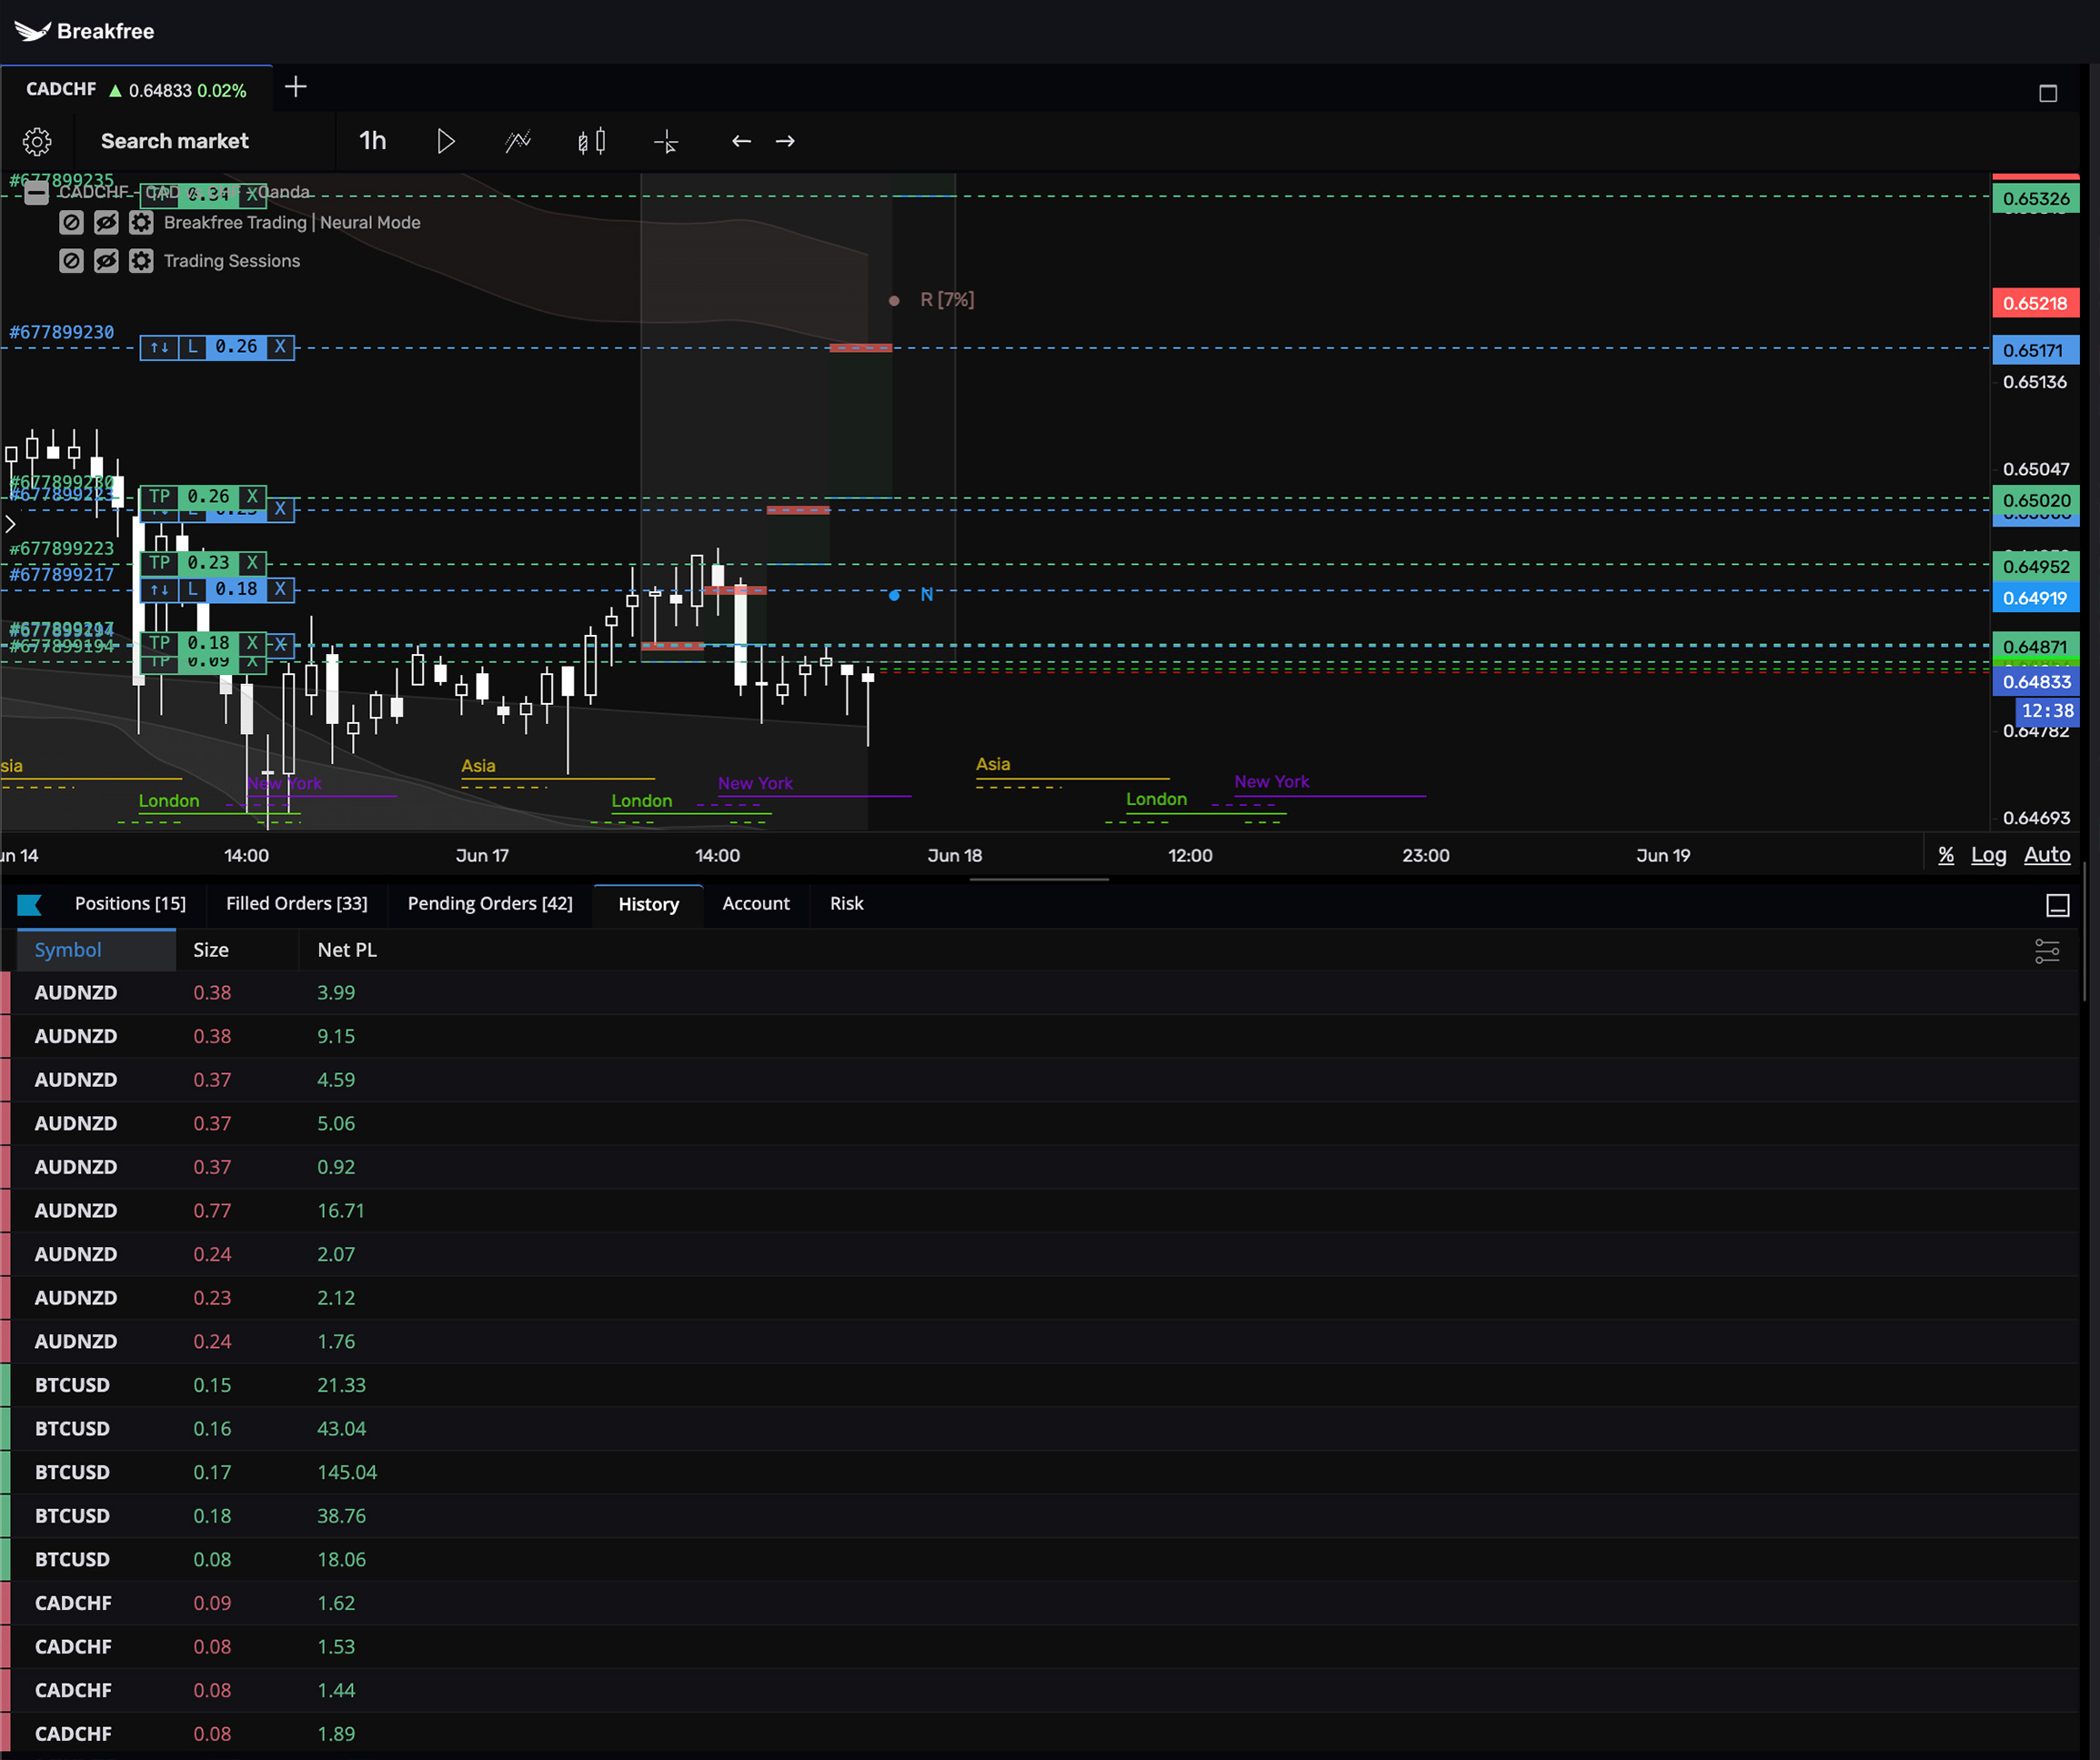 Breakfree
CADCHF ▲ 0.64833 0.02%
Search market 1h
#677899235
TP 0.34 X
Oanda
Breakfree Trading | Neural Mode
Trading Sessions
0.65326
R [7%]
0.65218
#677899230
↑↓ L 0.26 X
0.65171
0.65136
0.65047
#677899230
#677899223
TP 0.26 X
X
0.65020
#677899223
TP 0.23 X
0.64952
#677899217
↑↓ L 0.18 X
N
0.64919
#677899217
#677899194
TP 0.18 X X
TP 0.09 X
0.64871
0.64833
12:38
0.64782
sia
New York
London
Asia
New York
London
Asia
New York
London
0.64693
un 14 14:00 Jun 17 14:00 Jun 18 12:00 23:00 Jun 19 % Log Auto
Positions [15] Filled Orders [33] Pending Orders [42] History Account Risk
Symbol Size Net PL
AUDNZD 0.38 3.99
AUDNZD 0.38 9.15
AUDNZD 0.37 4.59
AUDNZD 0.37 5.06
AUDNZD 0.37 0.92
AUDNZD 0.77 16.71
AUDNZD 0.24 2.07
AUDNZD 0.23 2.12
AUDNZD 0.24 1.76
BTCUSD 0.15 21.33
BTCUSD 0.16 43.04
BTCUSD 0.17 145.04
BTCUSD 0.18 38.76
BTCUSD 0.08 18.06
CADCHF 0.09 1.62
CADCHF 0.08 1.53
CADCHF 0.08 1.44
CADCHF 0.08 1.89